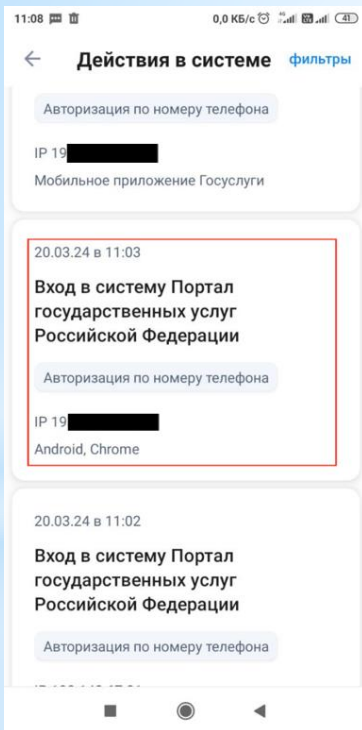 11:08 0,0 КБ/с 41
Действия в системе фильтры
Авторизация по номеру телефона
IP 19
Мобильное приложение Госуслуги
20.03.24 в 11:03
Вход в систему Портал
государственных услуг
Российской Федерации
Авторизация по номеру телефона
IP 19
Android, Chrome
20.03.24 в 11:02
Вход в систему Портал
государственных услуг
Российской Федерации
Авторизация по номеру телефона